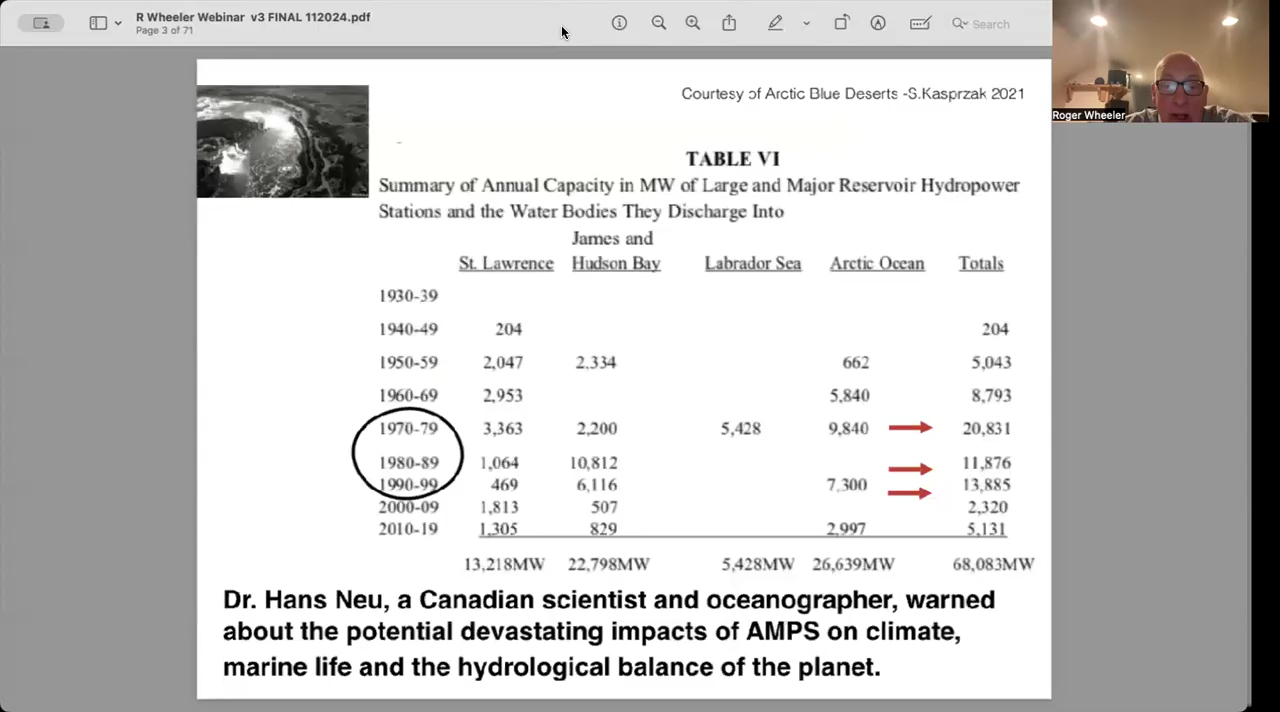 R Wheeler Webinar v3 FINAL 112024.pdf
Page 3 of 71
Search
Roger Wheeler
Courtesy of Arctic Blue Deserts -S.Kasprzak 2021
TABLE VI
Summary of Annual Capacity in MW of Large and Major Reservoir Hydropower
Stations and the Water Bodies They Discharge Into
James and
St. Lawrence Hudson Bay Labrador Sea Arctic Ocean Totals
1930-39
1940-49 204 204
1950-59 2,047 2,334 662 5,043
1960-69 2,953 5,840 8,793
1970-79 3,363 2,200 5,428 9,840 20,831
1980-89 1,064 10,812 11,876
1990-99 469 6,116 7,300 13,885
2000-09 1,813 507 2,320
2010-19 1,305 829 2,997 5,131
13,218MW 22,798MW 5,428MW 26,639MW 68,083MW
Dr. Hans Neu, a Canadian scientist and oceanographer, warned
about the potential devastating impacts of AMPS on climate,
marine life and the hydrological balance of the planet.